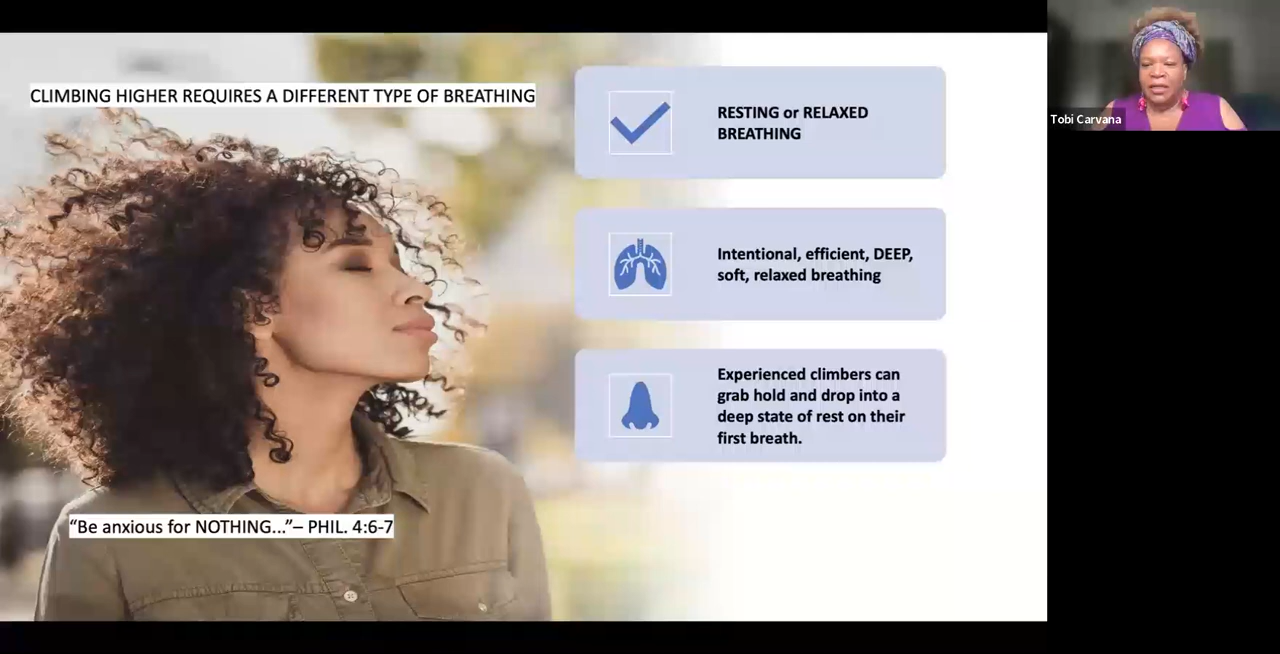 CLIMBING HIGHER REQUIRES A DIFFERENT TYPE OF BREATHING
RESTING or RELAXED
BREATHING
Intentional, efficient, DEEP,
soft, relaxed breathing
Experienced climbers can
grab hold and drop into a
deep state of rest on their
first breath.
“Be anxious for NOTHING...”– PHIL. 4:6-7
Tobi Carvana